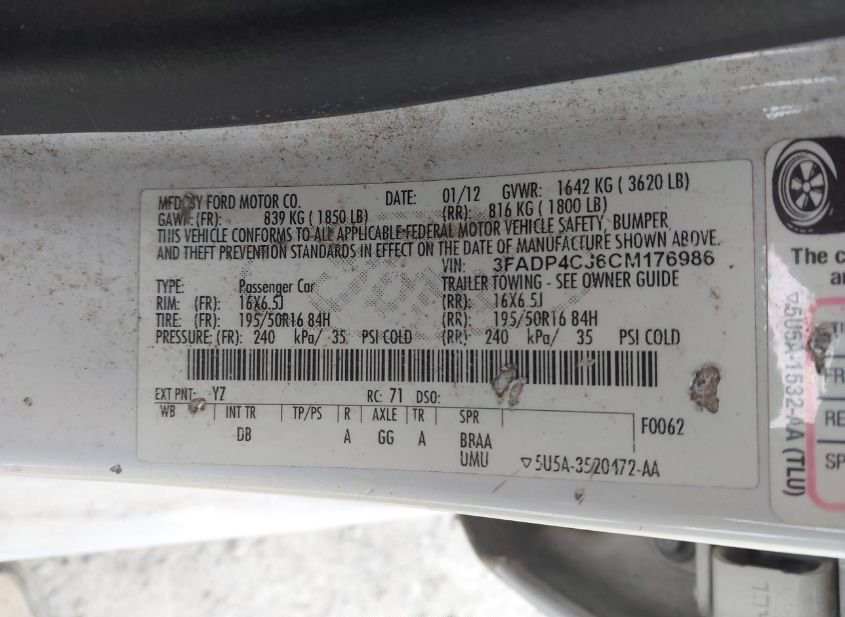 MFD. BY FORD MOTOR CO. DATE: 01/12 GVWR: 1642 KG ( 3620 LB)
GAWR: (FR): 839 KG ( 1850 LB) (RR): 816 KG ( 1800 LB)
THIS VEHICLE CONFORMS TO ALL APPLICABLE FEDERAL MOTOR VEHICLE SAFETY, BUMPER
AND THEFT PREVENTION STANDARDS IN EFFECT ON THE DATE OF MANUFACTURE SHOWN ABOVE.
VIN: 3FADP4CJ6CM176986
TYPE: Passenger Car TRAILER TOWING - SEE OWNER GUIDE
RIM: (FR): 16X6.5J (RR): 16X6.5J
TIRE: (FR): 195/50R16 84H (RR): 195/50R16 84H
PRESSURE: (FR): 240 kPa/ 35 PSI COLD (RR): 240 kPa/ 35 PSI COLD
EXT PNT: YZ RC: 71 DSO:
WB INT TR TP/PS R AXLE TR SPR
F0062
DB A GG A BRAA
UMU ▽5U5A-3520472-AA
The c
an
▽5U5A-1532-AA (TLU)
FR
RE
SP